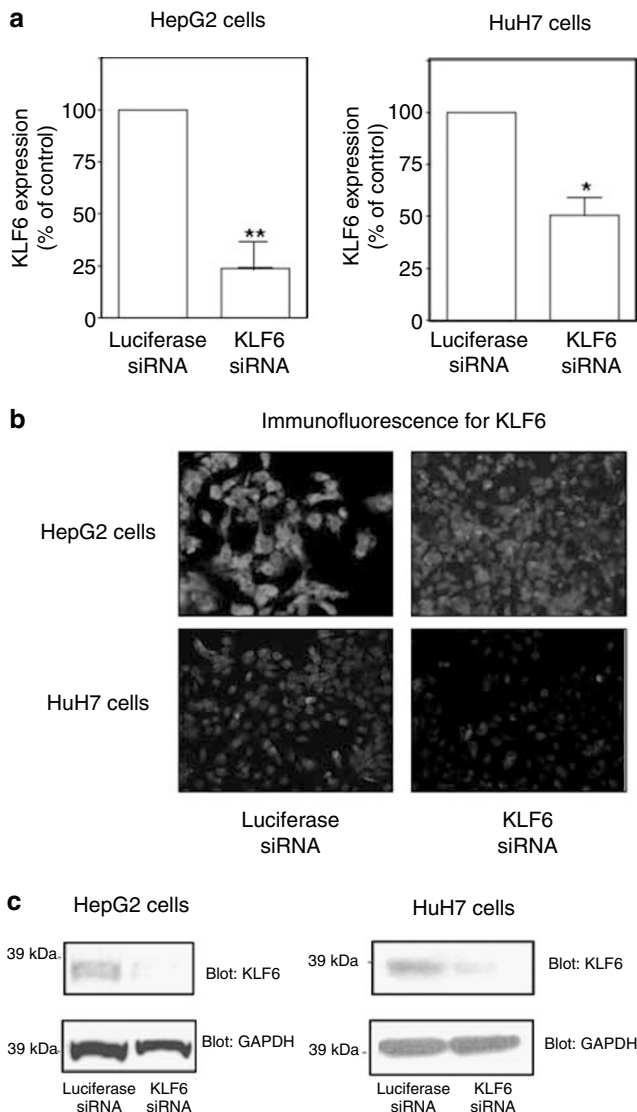 a
HepG2 cells
HuH7 cells
KLF6 expression
(% of control)
100
75
50
25
0
**
Luciferase
siRNA
KLF6
siRNA
KLF6 expression
(% of control)
100
75
50
25
0
*
Luciferase
siRNA
KLF6
siRNA
b
Immunofluorescence for KLF6
HepG2 cells
HuH7 cells
Luciferase
siRNA
KLF6
siRNA
c
HepG2 cells
HuH7 cells
39 kDa
Blot: KLF6
39 kDa
Blot: KLF6
39 kDa
Blot: GAPDH
39 kDa
Blot: GAPDH
Luciferase
siRNA
KLF6
siRNA
Luciferase
siRNA
KLF6
siRNA